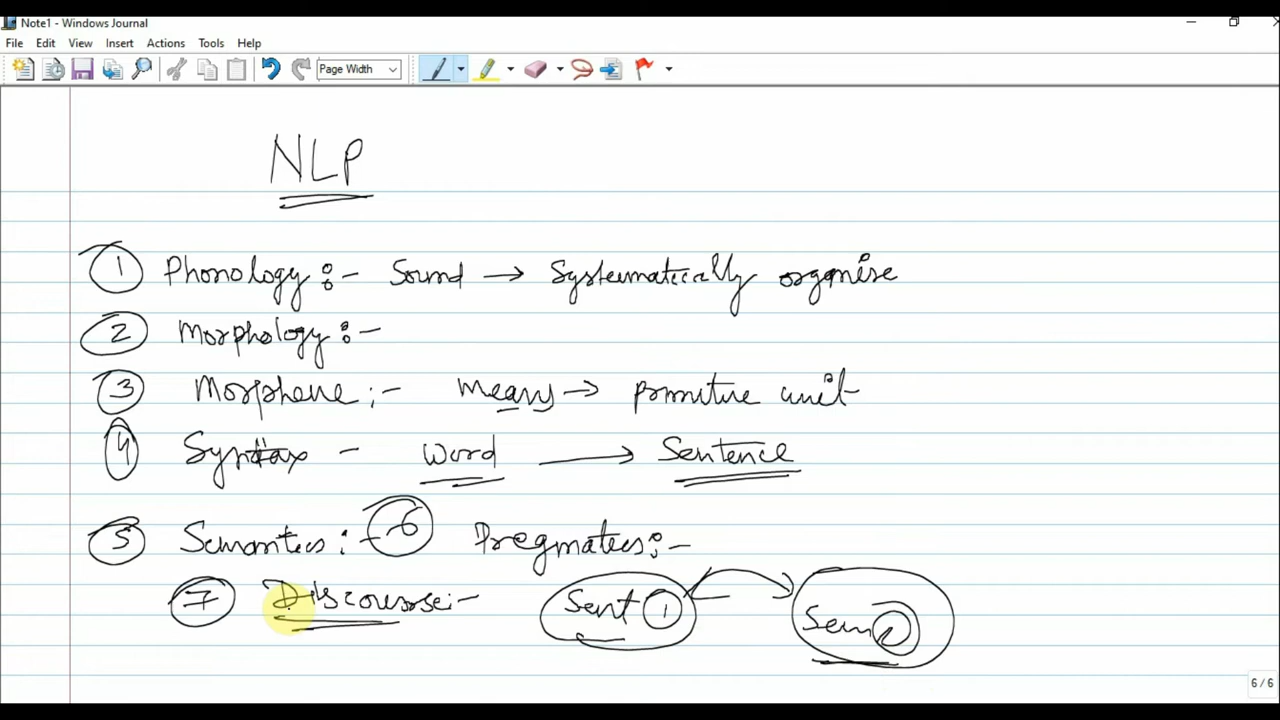 Note1 - Windows Journal
File Edit View Insert Actions Tools Help
Page Width
NLP
1 Phonology :- Sound → Systematically organise
2 Morphology :-
3 Morpheme :- means → primitive unit
4 Syntax - word → Sentence
5 Semantics :- 6 Pregmatics :-
7 Discourse :- Sent 1 Sen 2
6 / 6